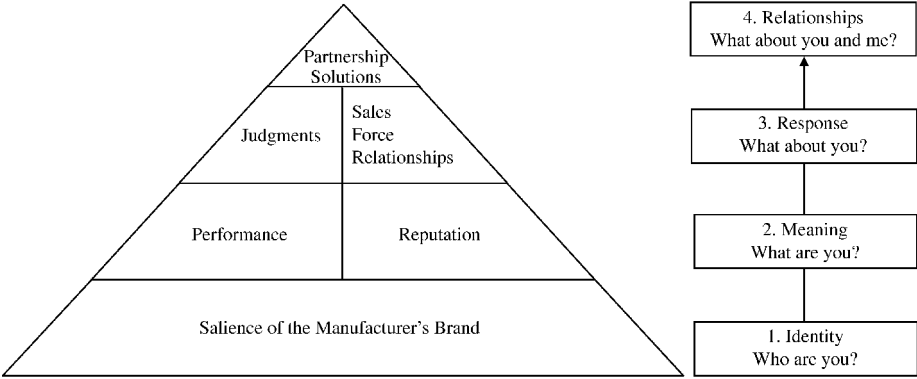 Partnership
Solutions
Judgments
Sales
Force
Relationships
Performance
Reputation
Salience of the Manufacturer's Brand
4. Relationships
What about you and me?
3. Response
What about you?
2. Meaning
What are you?
1. Identity
Who are you?